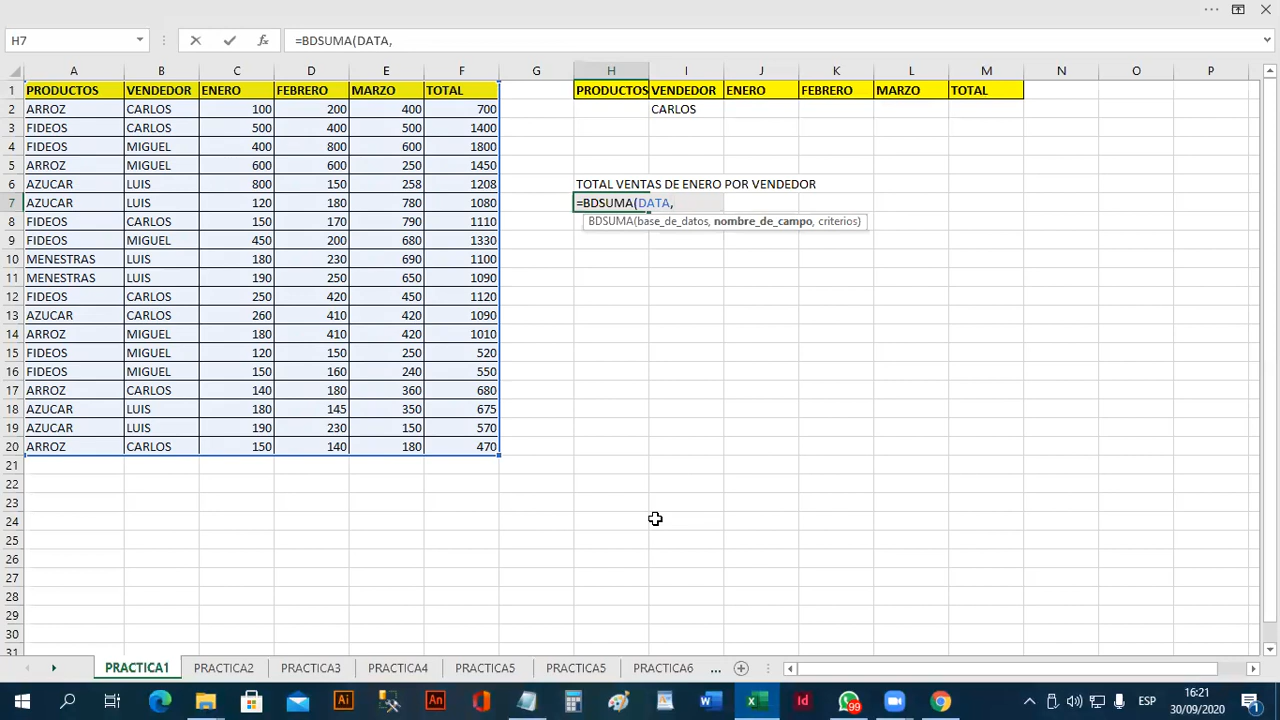 H7
=BDSUMA(DATA,
A B C D E F G H I J K L M N O P
1 PRODUCTOS VENDEDOR ENERO FEBRERO MARZO TOTAL PRODUCTOS VENDEDOR ENERO FEBRERO MARZO TOTAL
2 ARROZ CARLOS 100 200 400 700 CARLOS
3 FIDEOS CARLOS 500 400 500 1400
4 FIDEOS MIGUEL 400 800 600 1800
5 ARROZ MIGUEL 600 600 250 1450
6 AZUCAR LUIS 800 150 258 1208 TOTAL VENTAS DE ENERO POR VENDEDOR
7 AZUCAR LUIS 120 180 780 1080 =BDSUMA(DATA,
8 FIDEOS CARLOS 150 170 790 1110 BDSUMA(base_de_datos, nombre_de_campo, criterios)
9 FIDEOS MIGUEL 450 200 680 1330
10 MENESTRAS LUIS 180 230 690 1100
11 MENESTRAS LUIS 190 250 650 1090
12 FIDEOS CARLOS 250 420 450 1120
13 AZUCAR CARLOS 260 410 420 1090
14 ARROZ MIGUEL 180 410 420 1010
15 FIDEOS MIGUEL 120 150 250 520
16 FIDEOS MIGUEL 150 160 240 550
17 ARROZ CARLOS 140 180 360 680
18 AZUCAR LUIS 180 145 350 675
19 AZUCAR LUIS 190 230 150 570
20 ARROZ CARLOS 150 140 180 470
21
22
23
24
25
26
27
28
29
30
31
PRACTICA1 PRACTICA2 PRACTICA3 PRACTICA4 PRACTICA5 PRACTICA5 PRACTICA6 ...
Ai An Id 99 ESP 16:21
30/09/2020 1